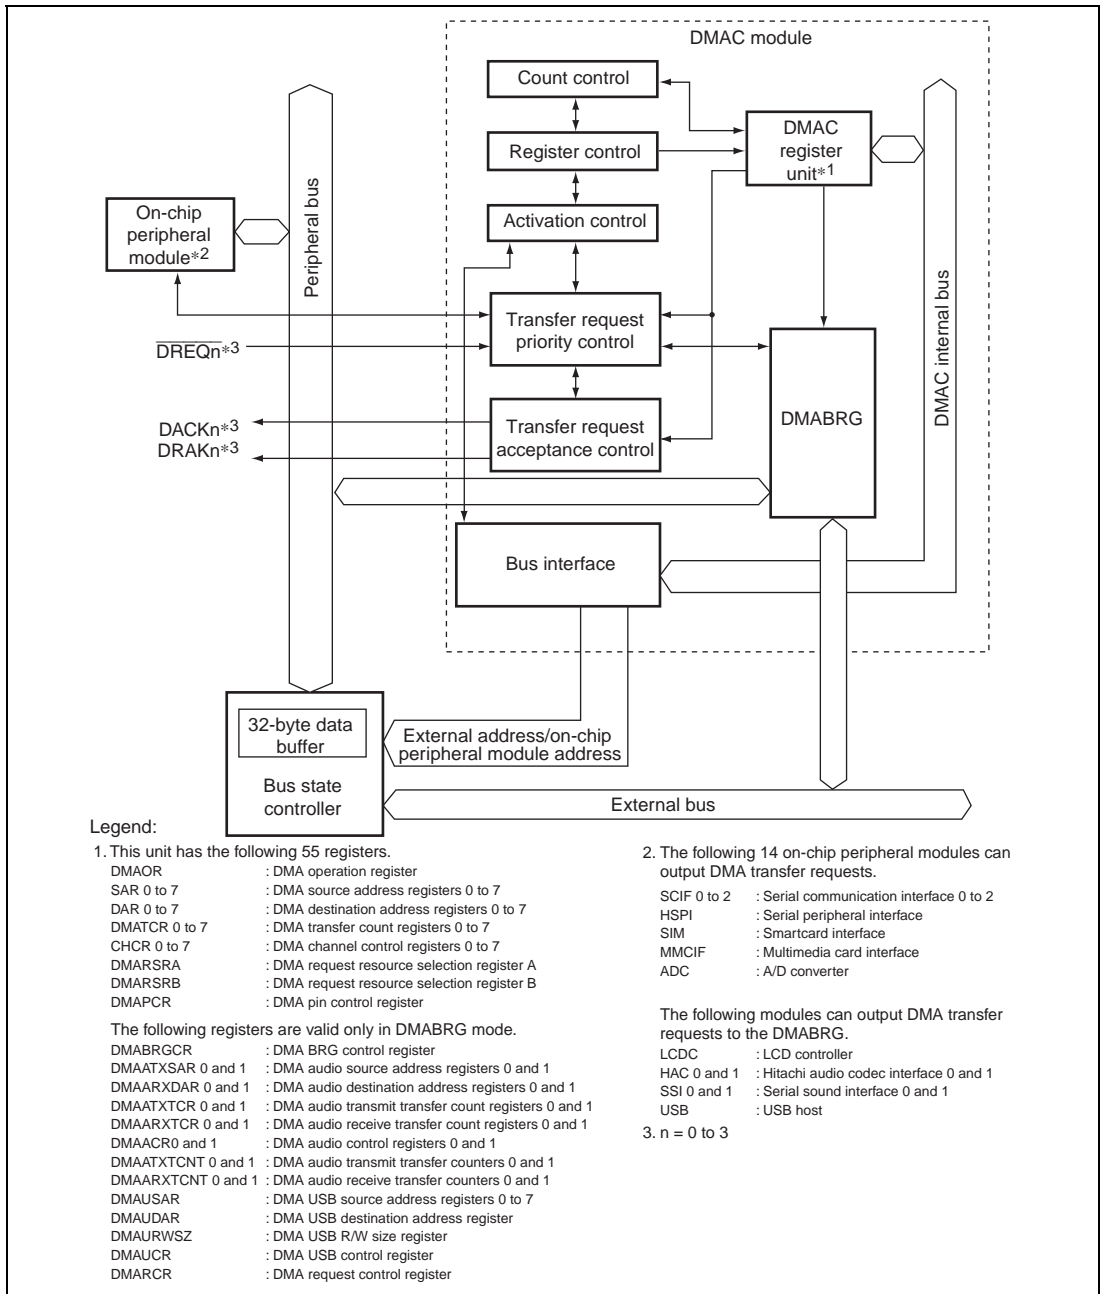 DMAC module
Count control
Register control
Activation control
DMAC
register
unit*1
On-chip
peripheral
module*2
Peripheral bus
DMAC internal bus
Transfer request
priority control
DREQn*3
DACKn*3
DRAKn*3
Transfer request
acceptance control
DMABRG
Bus interface
32-byte data
buffer
Bus state
controller
External address/on-chip
peripheral module address
External bus
Legend:
1. This unit has the following 55 registers.
DMAOR : DMA operation register
SAR 0 to 7 : DMA source address registers 0 to 7
DAR 0 to 7 : DMA destination address registers 0 to 7
DMATCR 0 to 7 : DMA transfer count registers 0 to 7
CHCR 0 to 7 : DMA channel control registers 0 to 7
DMARSRA : DMA request resource selection register A
DMARSRB : DMA request resource selection register B
DMAPCR : DMA pin control register
The following registers are valid only in DMABRG mode.
DMABRGCR : DMA BRG control register
DMAATXSAR 0 and 1 : DMA audio source address registers 0 and 1
DMAARXDAR 0 and 1 : DMA audio destination address registers 0 and 1
DMAATXTCR 0 and 1 : DMA audio transmit transfer count registers 0 and 1
DMAARXTCR 0 and 1 : DMA audio receive transfer count registers 0 and 1
DMAACR0 and 1 : DMA audio control registers 0 and 1
DMAATXTCNT 0 and 1 : DMA audio transmit transfer counters 0 and 1
DMAARXTCNT 0 and 1 : DMA audio receive transfer counters 0 and 1
DMAUSAR : DMA USB source address registers 0 to 7
DMAUDAR : DMA USB destination address register
DMAURWSZ : DMA USB R/W size register
DMAUCR : DMA USB control register
DMARCR : DMA request control register
2. The following 14 on-chip peripheral modules can
output DMA transfer requests.
SCIF 0 to 2 : Serial communication interface 0 to 2
HSPI : Serial peripheral interface
SIM : Smartcard interface
MMCIF : Multimedia card interface
ADC : A/D converter
The following modules can output DMA transfer
requests to the DMABRG.
LCDC : LCD controller
HAC 0 and 1 : Hitachi audio codec interface 0 and 1
SSI 0 and 1 : Serial sound interface 0 and 1
USB : USB host
3. n = 0 to 3